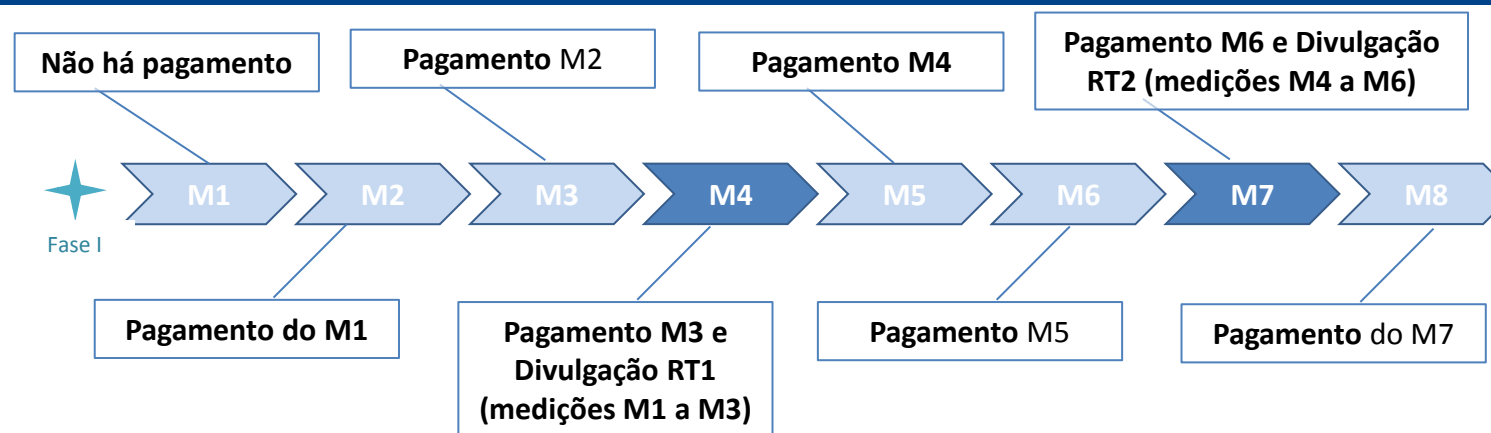 Não há pagamento
Pagamento M2
Pagamento M4
Pagamento M6 e Divulgação
RT2 (medições M4 a M6)
M1
M2
M3
M4
M5
M6
M7
M8
Fase I
Pagamento do M1
Pagamento M3 e
Divulgação RT1
(medições M1 a M3)
Pagamento M5
Pagamento do M7